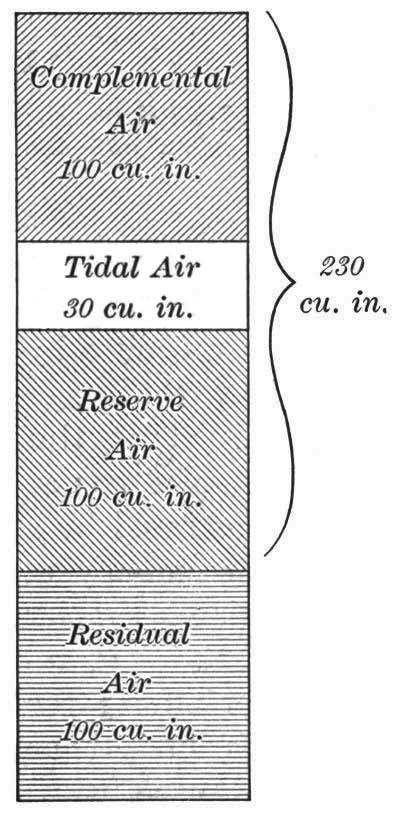 Complemental
Air
100 cu. in.
Tidal Air
30 cu. in.
230
cu. in.
Reserve
Air
100 cu. in.
Residual
Air
100 cu. in.